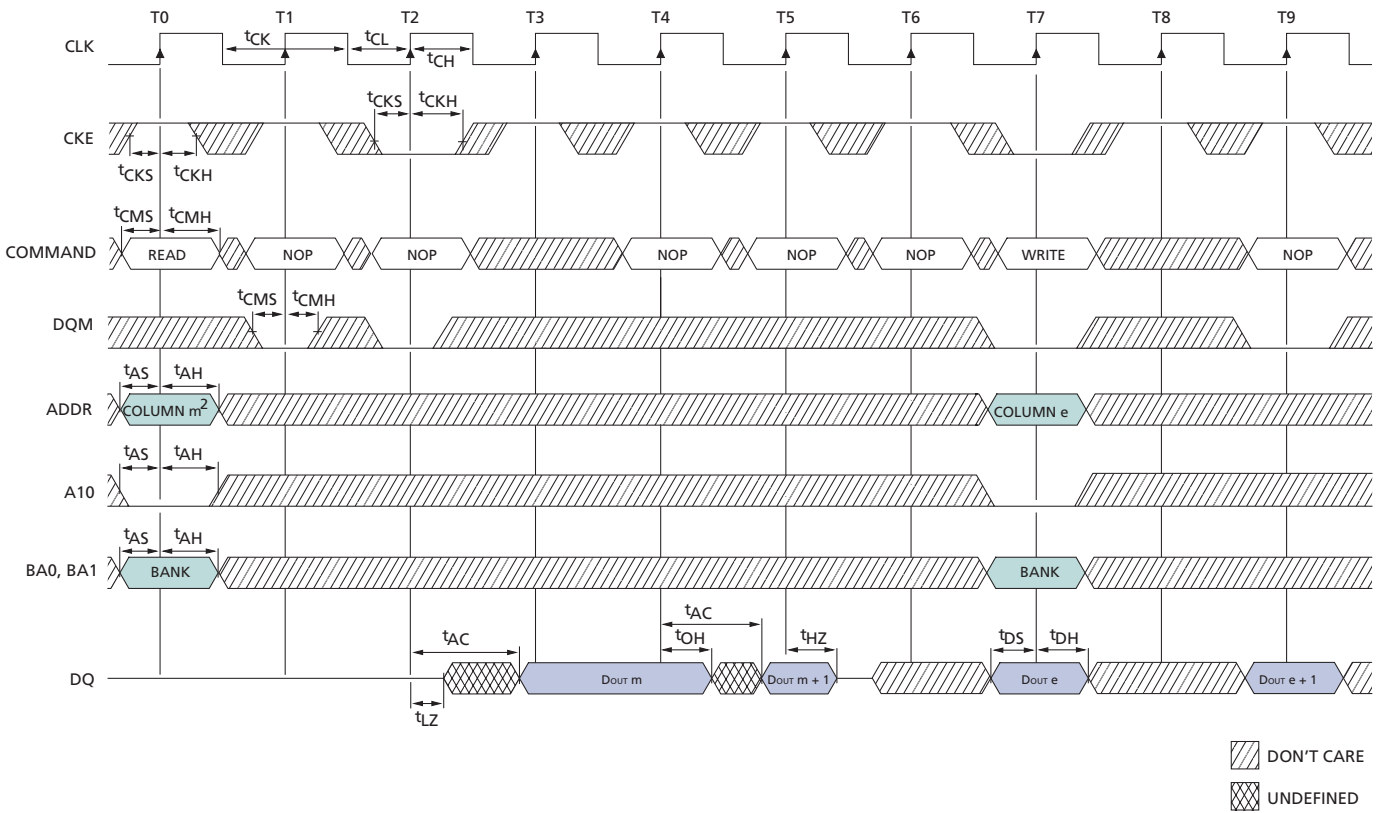 T0 T1 T2 T3 T4 T5 T6 T7 T8 T9
CLK
tCK
tCL
tCH
tCKS tCKH
CKE
tCKS tCKH
tCMS tCMH
COMMAND READ NOP NOP NOP NOP NOP WRITE NOP
tCMS tCMH
DQM
tAS tAH
ADDR COLUMN m2 COLUMN e
tAS tAH
A10
tAS tAH
BA0, BA1 BANK BANK
tAC
tAC
tOH
tHZ
tDS tDH
DQ DOUT m DOUT m + 1 DOUT e DOUT e + 1
tLZ
DON'T CARE
UNDEFINED